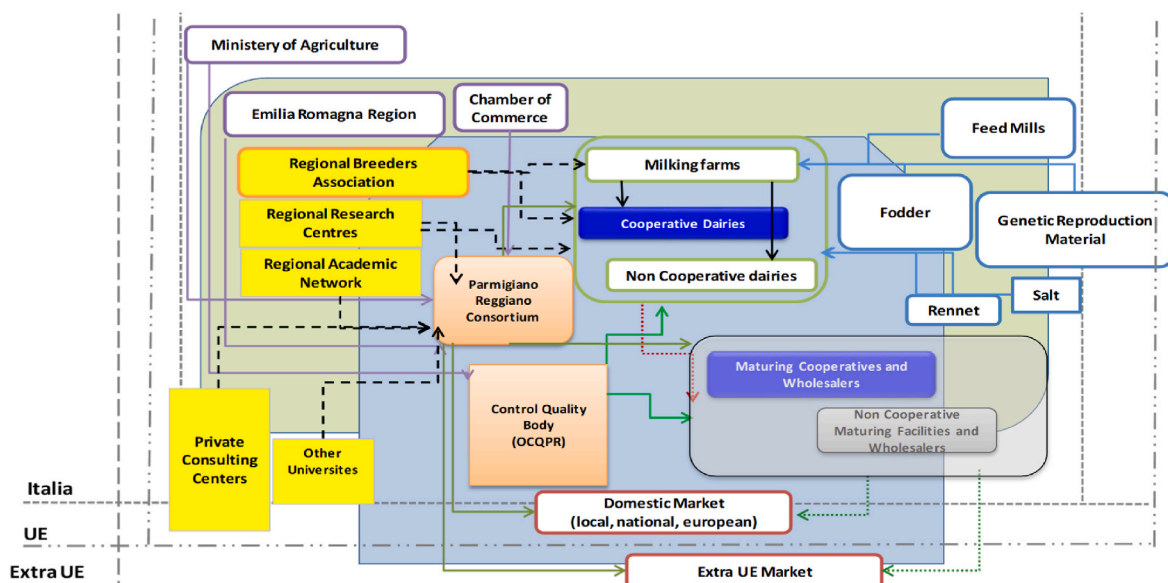 Ministery of Agriculture
Emilia Romagna Region
Chamber of
Commerce
Regional Breeders
Association
Regional Research
Centres
Regional Academic
Network
Parmigiano
Reggiano
Consortium
Milking farms
Cooperative Dairies
Non Cooperative dairies
Feed Mills
Fodder
Genetic Reproduction
Material
Salt
Rennet
Maturing Cooperatives and
Wholesalers
Non Cooperative
Maturing Facilities and
Wholesalers
Control Quality
Body
(OCQPR)
Private
Consulting
Centers
Other
Universites
Domestic Market
(local, national, european)
Extra UE Market
Italia
UE
Extra UE